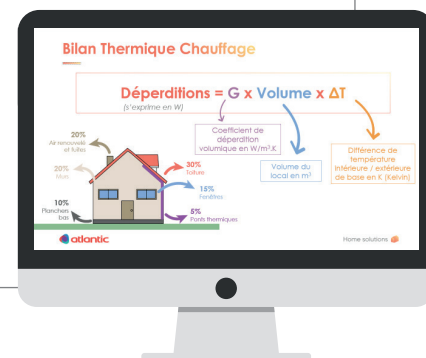 Bilan Thermique Chauffage
Déperditions = G x Volume x ΔT
(s'exprime en W)
Coefficient de
déperdition
volumique en W/m³.K
Volume du
local en m³
Différence de
température
intérieure / extérieure
de base en K (Kelvin)
20%
Air renouvelé
et fuites
20%
Murs
10%
Planchers
bas
30%
Toiture
15%
Fenêtres
5%
Ponts thermiques
atlantic
Home solutions